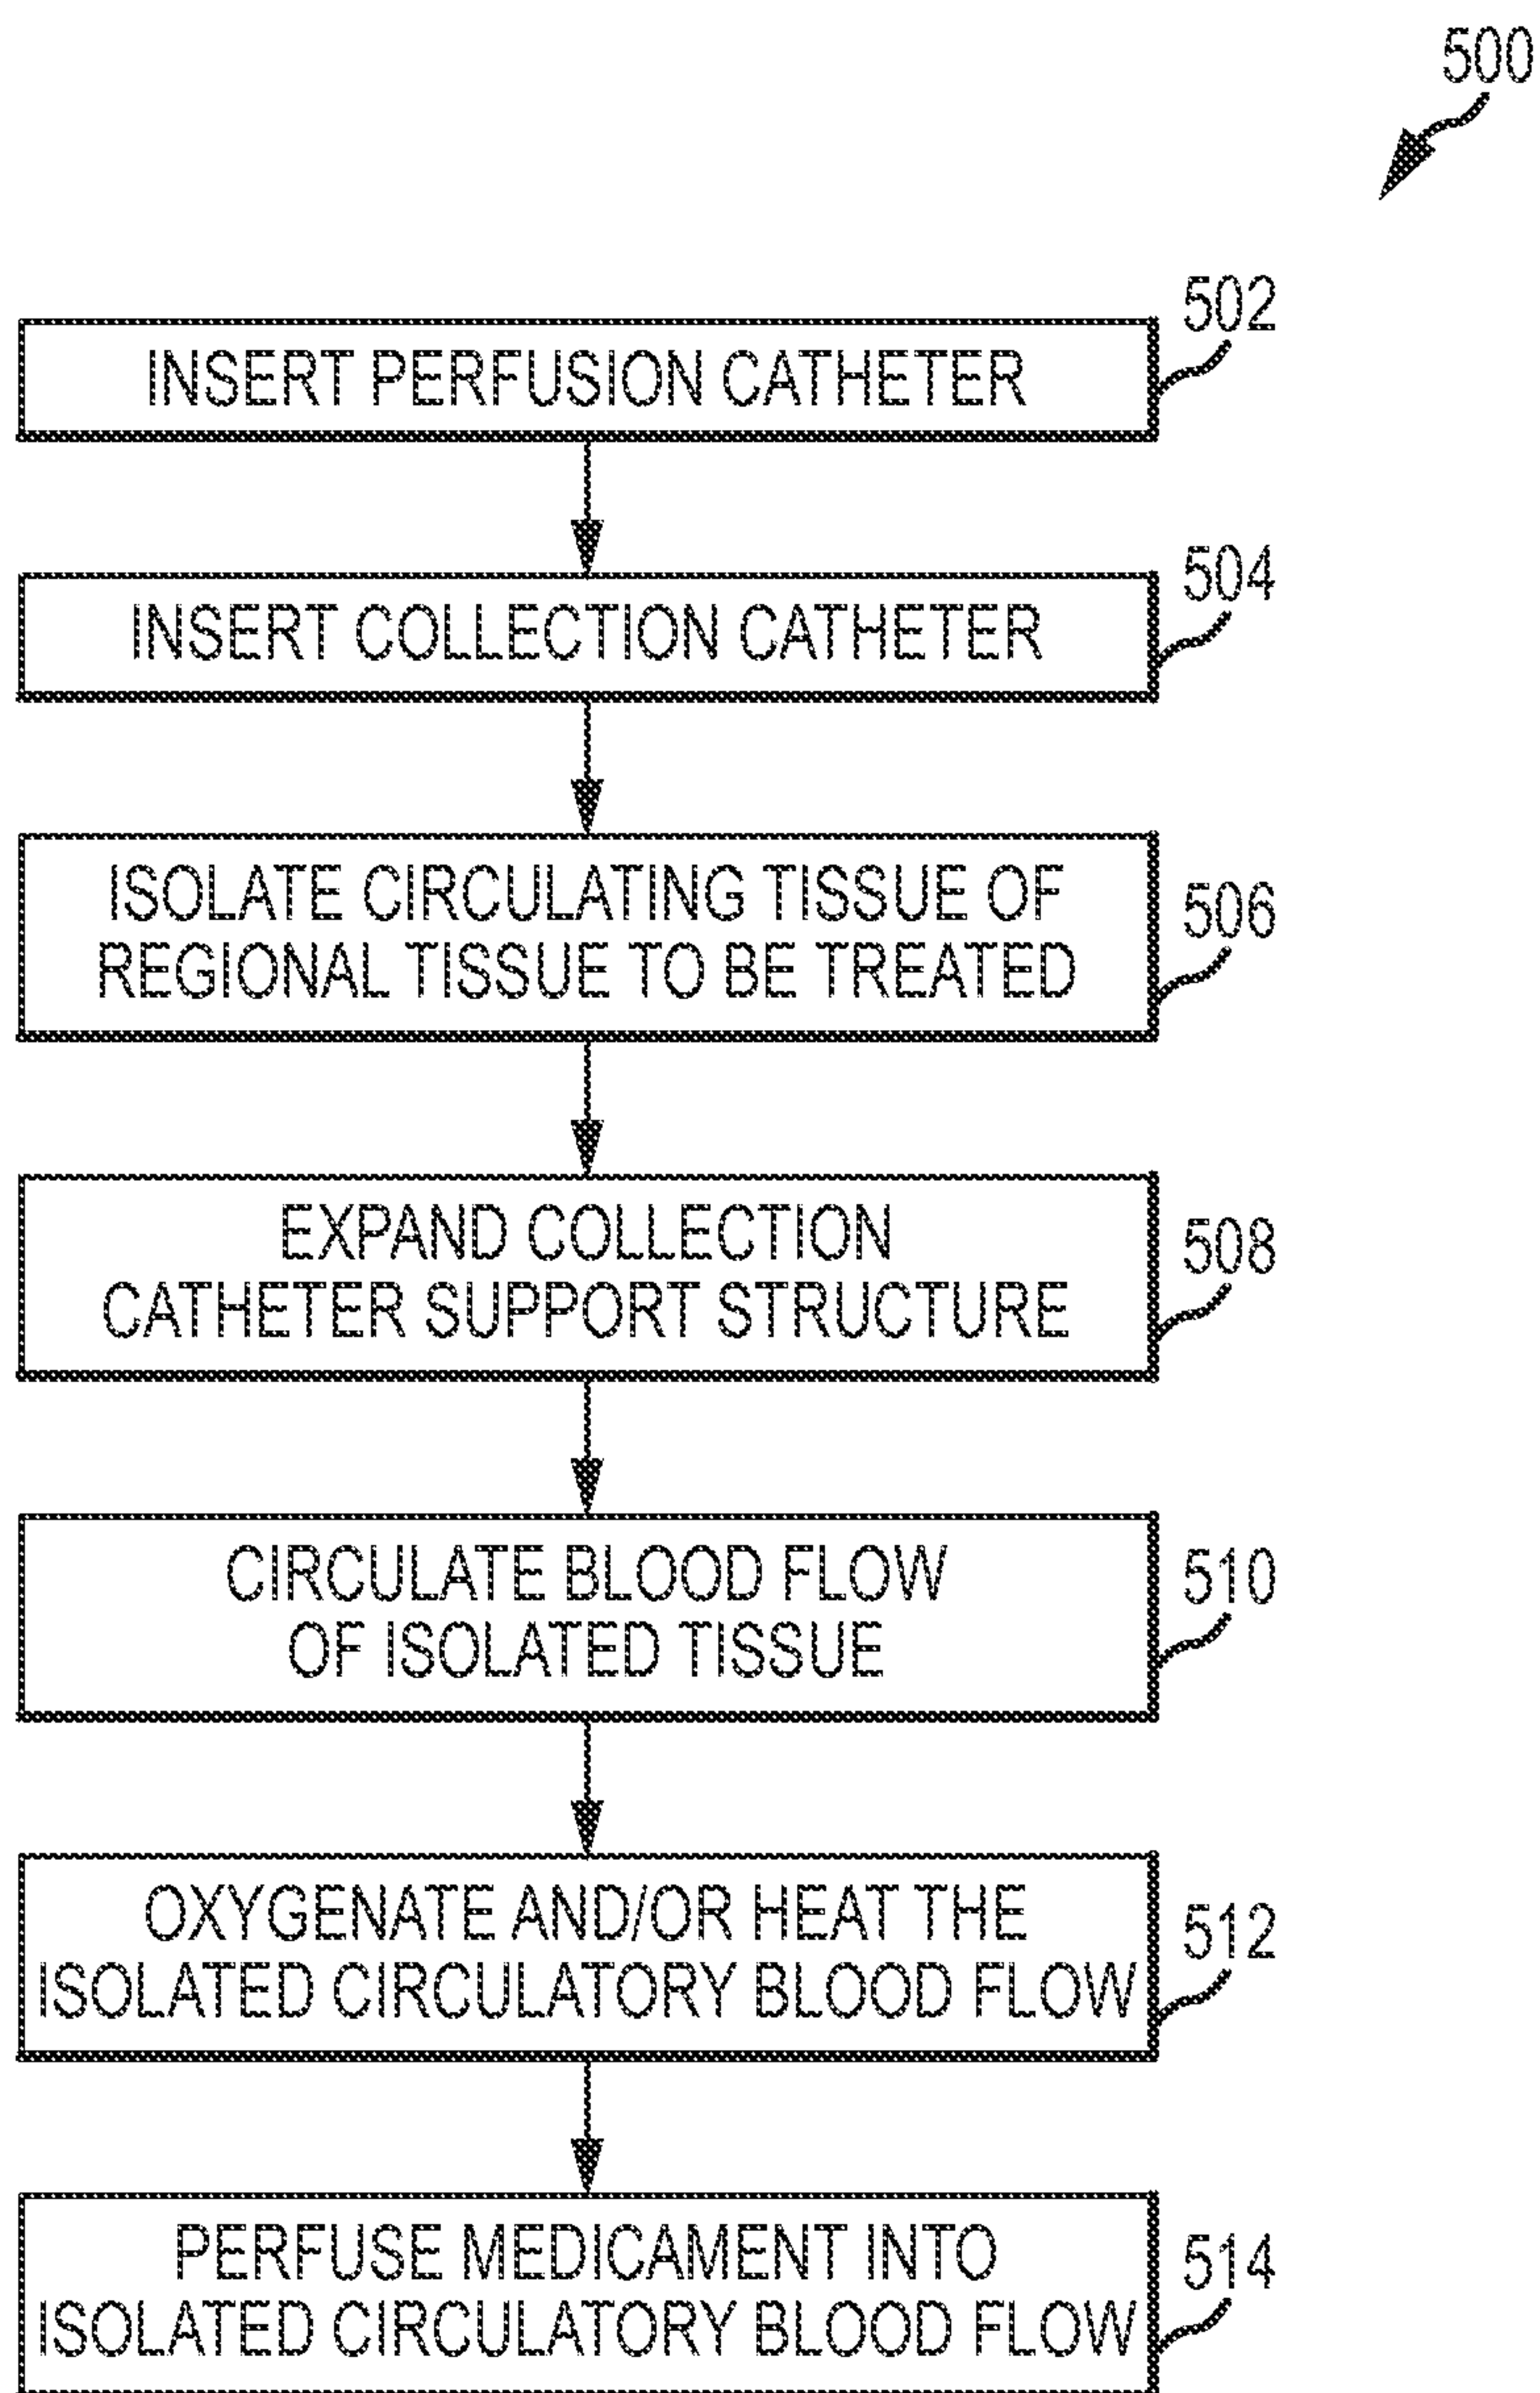 500
502
INSERT PERFUSION CATHETER
504
INSERT COLLECTION CATHETER
ISOLATE CIRCULATING TISSUE OF
REGIONAL TISSUE TO BE TREATED
506
EXPAND COLLECTION
CATHETER SUPPORT STRUCTURE
508
CIRCULATE BLOOD FLOW
OF ISOLATED TISSUE
510
OXYGENATE AND/OR HEAT THE
ISOLATED CIRCULATORY BLOOD FLOW
512
PERFUSE MEDICAMENT INTO
ISOLATED CIRCULATORY BLOOD FLOW
514